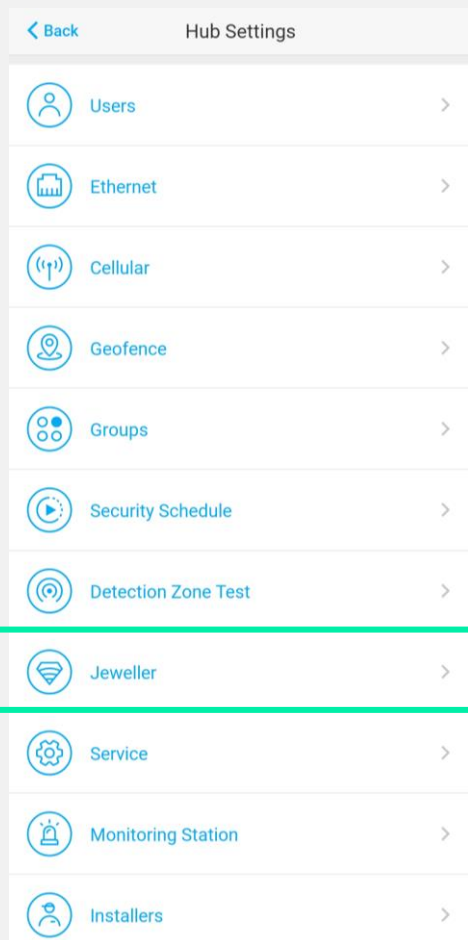 Back Hub Settings
Users
Ethernet
Cellular
Geofence
Groups
Security Schedule
Detection Zone Test
Jeweller
Service
Monitoring Station
Installers